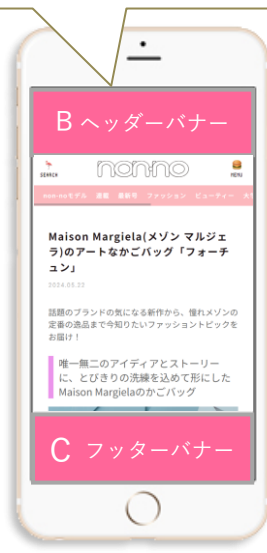 B ヘッダーバナー
SEARCH
non-no
MENU
non-noモデル 連載 最新号 ファッション ビューティー
Maison Margiela(メゾン マルジェ
ラ)のアートなかごバッグ「フォーチ
ュン」
2024.05.22
話題のブランドの気になる新作から、憧れメゾンの
定番の逸品まで今知りたいファッショントピックを
お届け！
唯一無二のアイディアとストーリー
に、とびきりの洗練を込めて形にした
Maison Margielaのかごバッグ
C フッターバナー